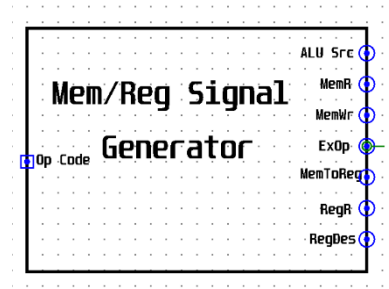 ALU Src
MemR
Mem/Reg Signal
MemWr
Generator
ExOp
Op Code
MemToReg
RegR
RegDes